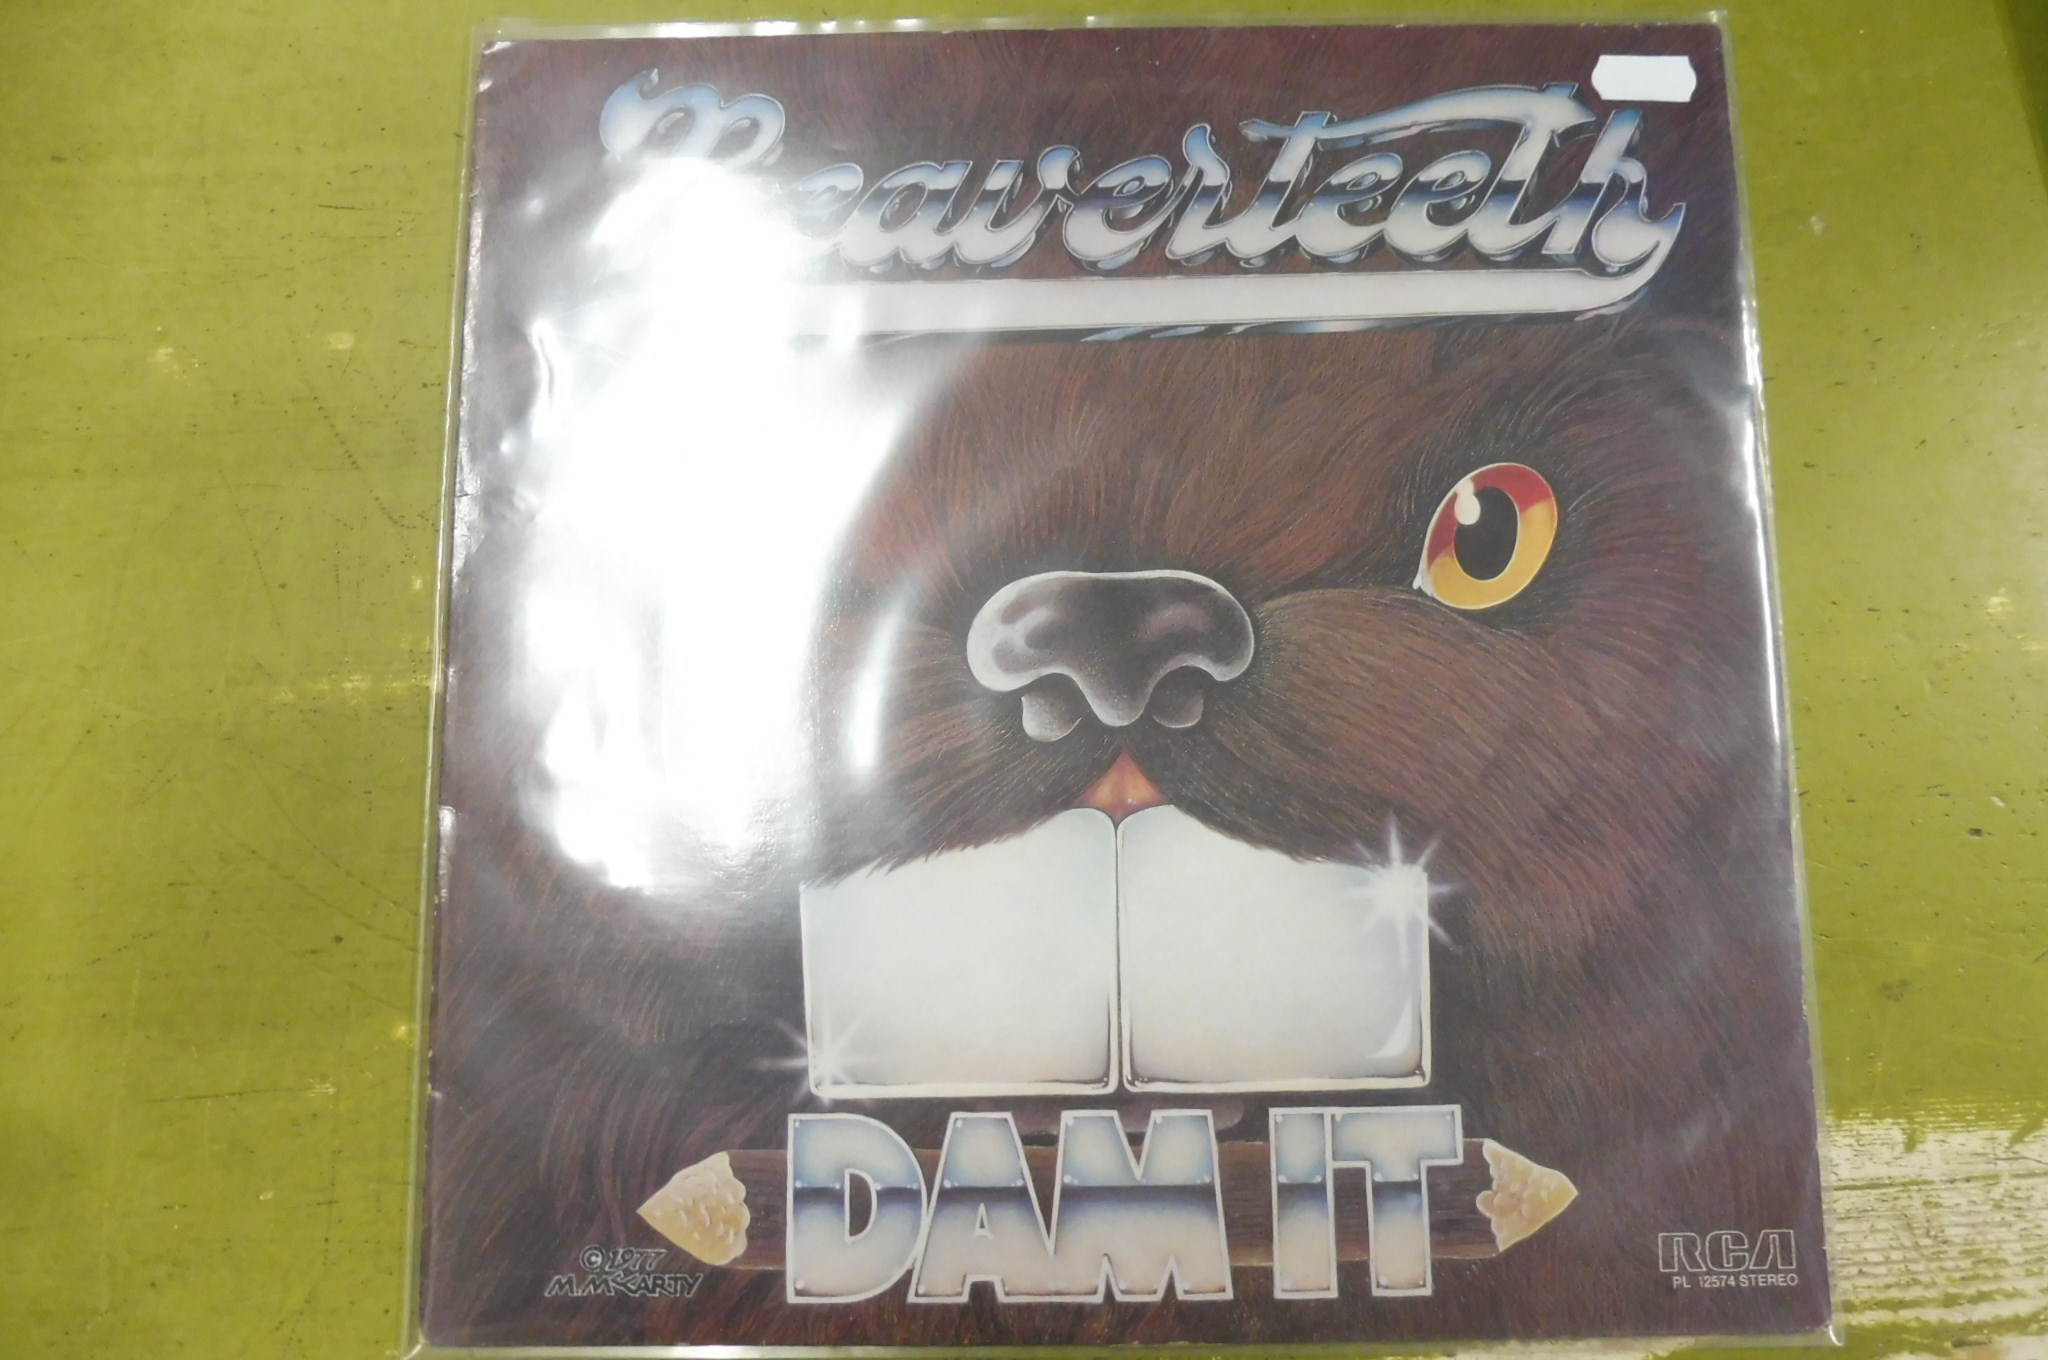 Beaverteeth
DAM IT
© 1977
M. McCARTY
RCA
PL 12574 STEREO